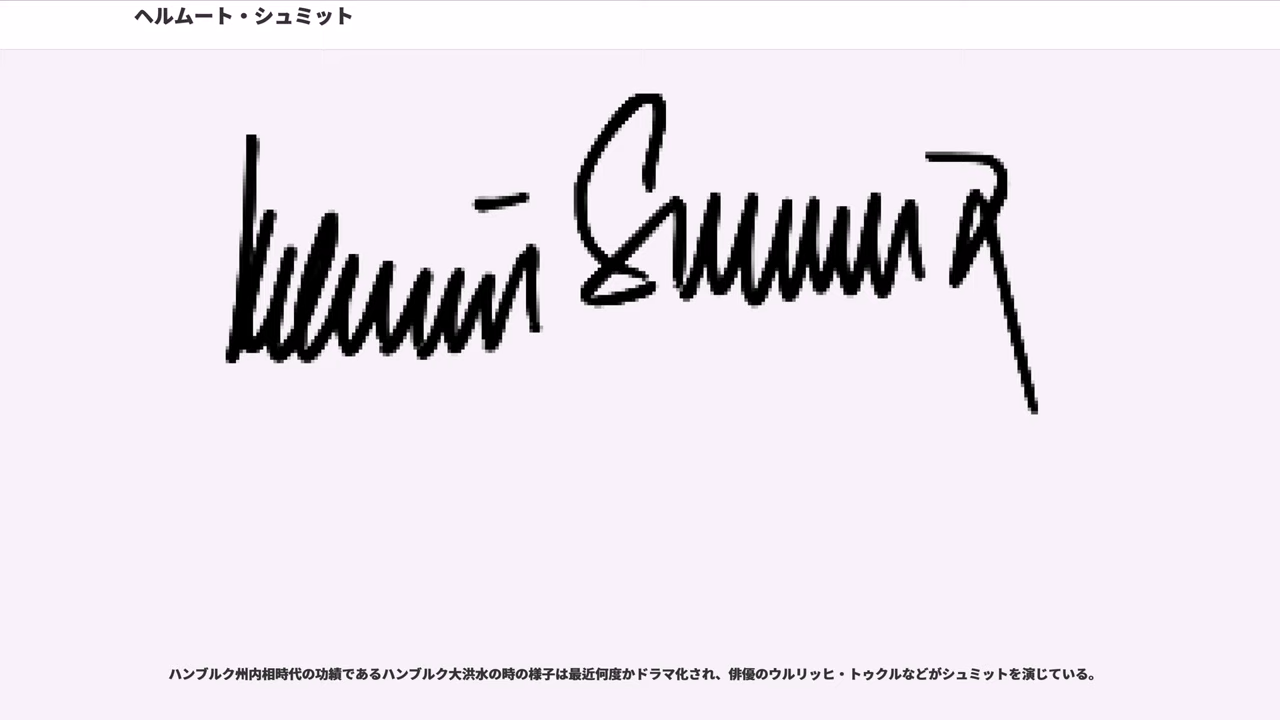 ヘルムート・シュミット
ハンブルク州内相時代の功績であるハンブルク大洪水の時の様子は最近何度かドラマ化され、俳優のウルリッヒ・トゥクルなどがシュミットを演じている。